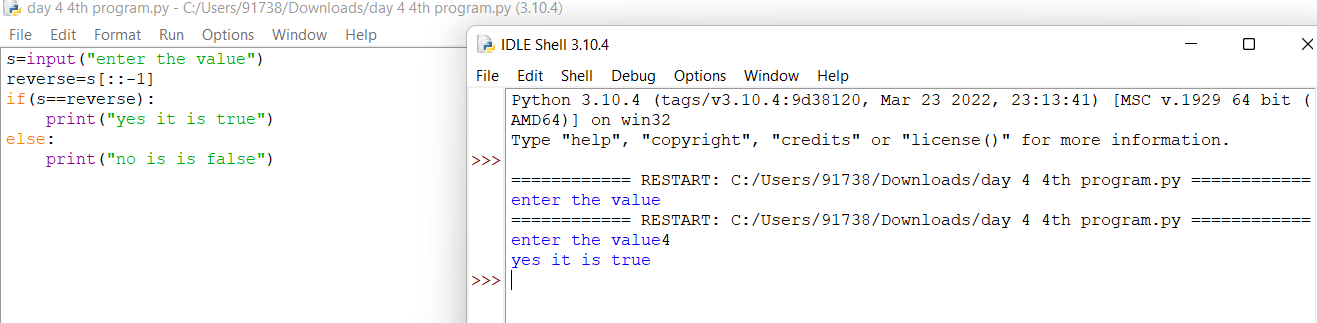 day 4 4th program.py - C:/Users/91738/Downloads/day 4 4th program.py (3.10.4)
File Edit Format Run Options Window Help
s=input("enter the value")
reverse=s[::-1]
if(s==reverse):
    print("yes it is true")
else:
    print("no is is false")
IDLE Shell 3.10.4
File Edit Shell Debug Options Window Help
Python 3.10.4 (tags/v3.10.4:9d38120, Mar 23 2022, 23:13:41) [MSC v.1929 64 bit (
AMD64)] on win32
Type "help", "copyright", "credits" or "license()" for more information.
>>>
============ RESTART: C:/Users/91738/Downloads/day 4 4th program.py ============
enter the value
============ RESTART: C:/Users/91738/Downloads/day 4 4th program.py ============
enter the value4
yes it is true
>>>